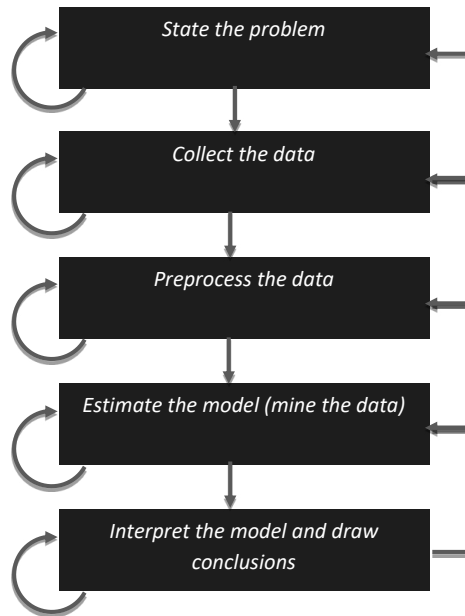 State the problem
Collect the data
Preprocess the data
Estimate the model (mine the data)
Interpret the model and draw
conclusions